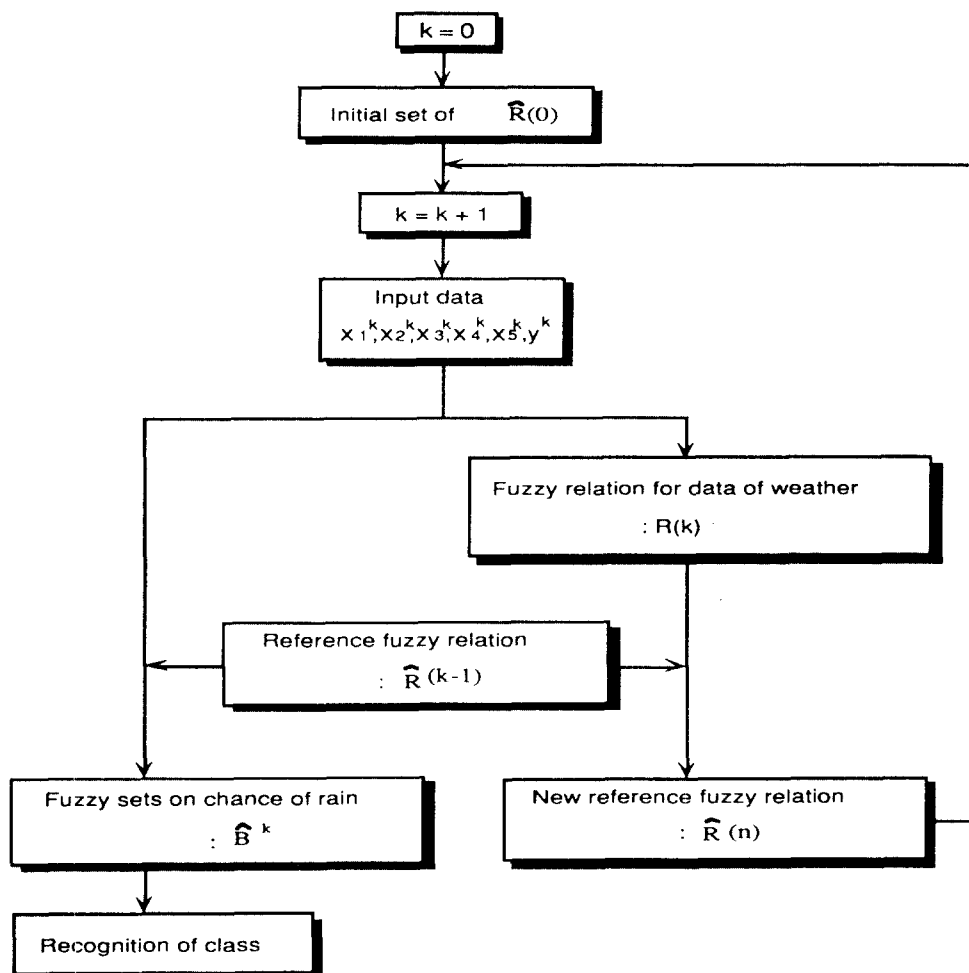 k = 0
Initial set of R̂(0)
k = k + 1
Input data
x₁ᵏ,x₂ᵏ,x₃ᵏ,x₄ᵏ,x₅ᵏ,yᵏ
Fuzzy relation for data of weather
: R(k)
Reference fuzzy relation
: R̂ (k-1)
Fuzzy sets on chance of rain
: B̂ ᵏ
New reference fuzzy relation
: R̂ (n)
Recognition of class